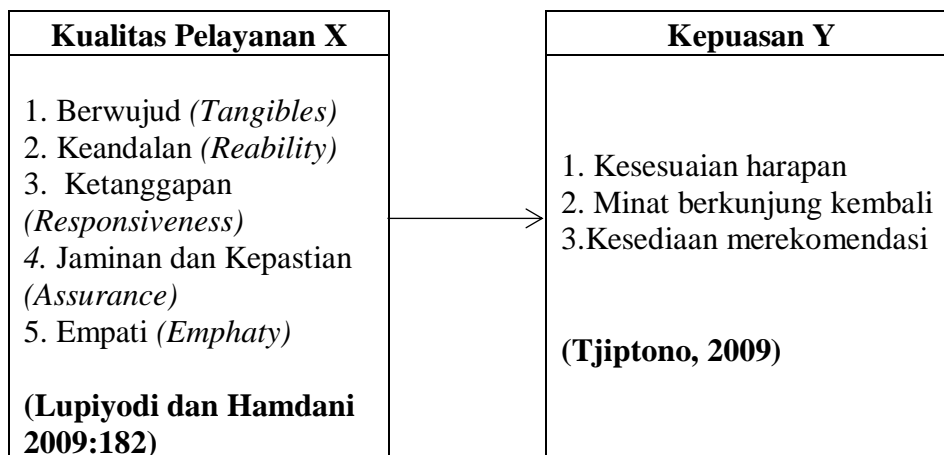 Kualitas Pelayanan X
1. Berwujud (Tangibles)
2. Keandalan (Reability)
3. Ketanggapan
(Responsiveness)
4. Jaminan dan Kepastian
(Assurance)
5. Empati (Emphaty)
(Lupiyodi dan Hamdani
2009:182)
Kepuasan Y
1. Kesesuaian harapan
2. Minat berkunjung kembali
3.Kesediaan merekomendasi
(Tjiptono, 2009)